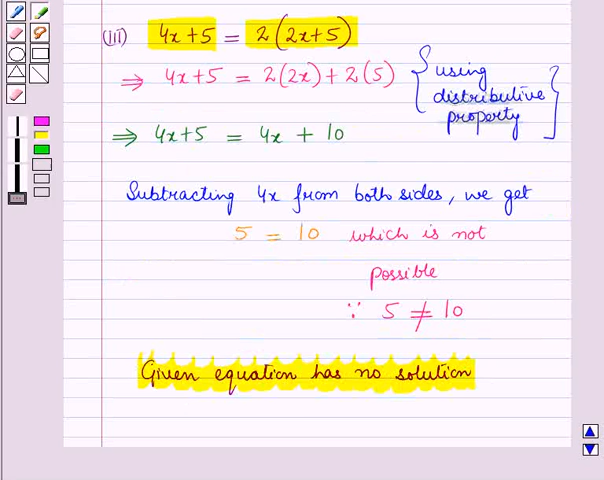 (iii) 4x+5 = 2(2x+5)
⇒ 4x+5 = 2(2x) + 2(5) {using distributive property}
⇒ 4x+5 = 4x + 10
Subtracting 4x from both sides, we get
5 = 10 which is not
possible
∵ 5 ≠ 10
Given equation has no solution